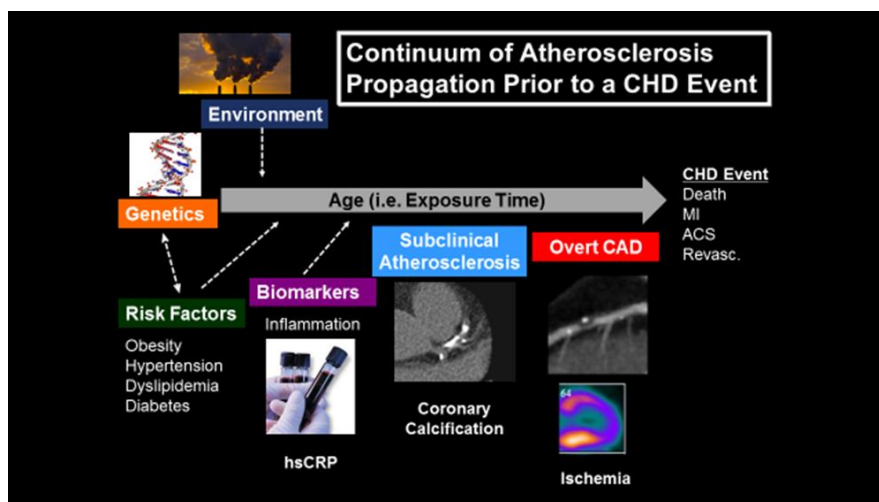 Continuum of Atherosclerosis
Propagation Prior to a CHD Event
Environment
Genetics
Age (i.e. Exposure Time)
CHD Event
Death
MI
ACS
Revasc.
Subclinical
Atherosclerosis
Overt CAD
Risk Factors
Obesity
Hypertension
Dyslipidemia
Diabetes
Biomarkers
Inflammation
hsCRP
Coronary
Calcification
64
Ischemia